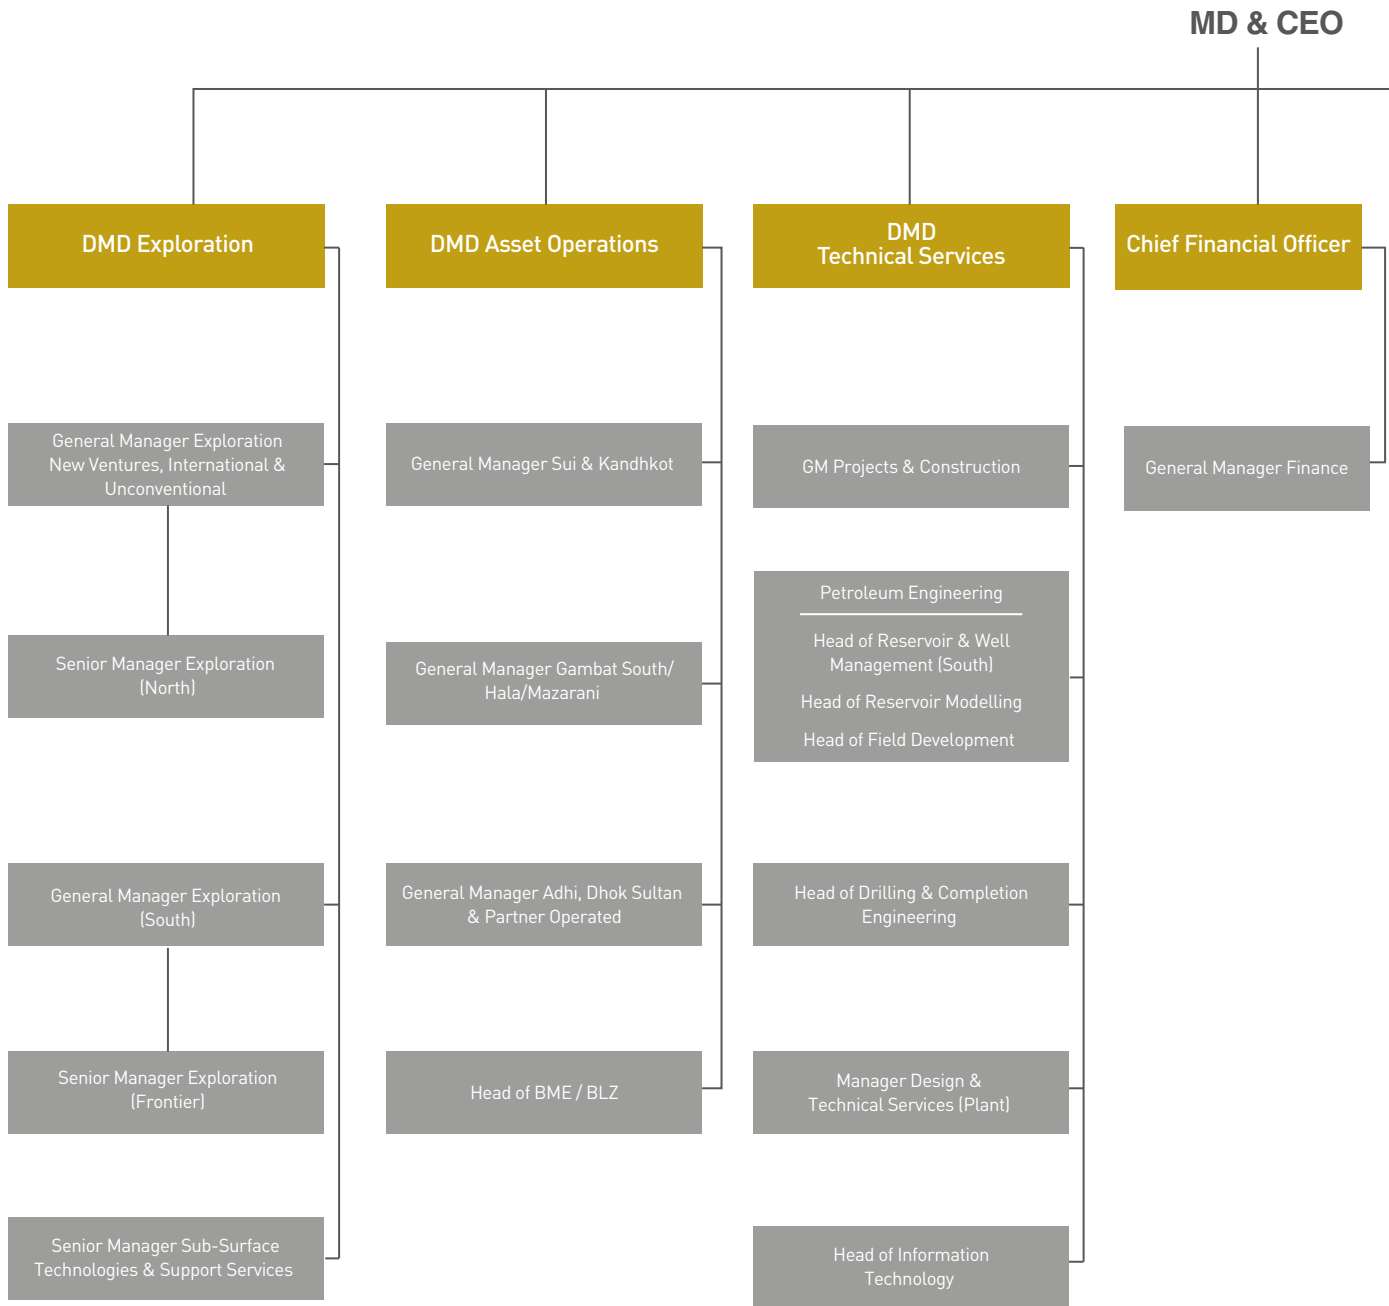 MD & CEO
DMD Exploration
General Manager Exploration
New Ventures, International &
Unconventional
Senior Manager Exploration
(North)
General Manager Exploration
(South)
Senior Manager Exploration
(Frontier)
Senior Manager Sub-Surface
Technologies & Support Services
DMD Asset Operations
General Manager Sui & Kandhkot
General Manager Gambat South/
Hala/Mazarani
General Manager Adhi, Dhok Sultan
& Partner Operated
Head of BME / BLZ
DMD
Technical Services
GM Projects & Construction
Petroleum Engineering
Head of Reservoir & Well
Management (South)
Head of Reservoir Modelling
Head of Field Development
Head of Drilling & Completion
Engineering
Manager Design &
Technical Services (Plant)
Head of Information
Technology
Chief Financial Officer
General Manager Finance